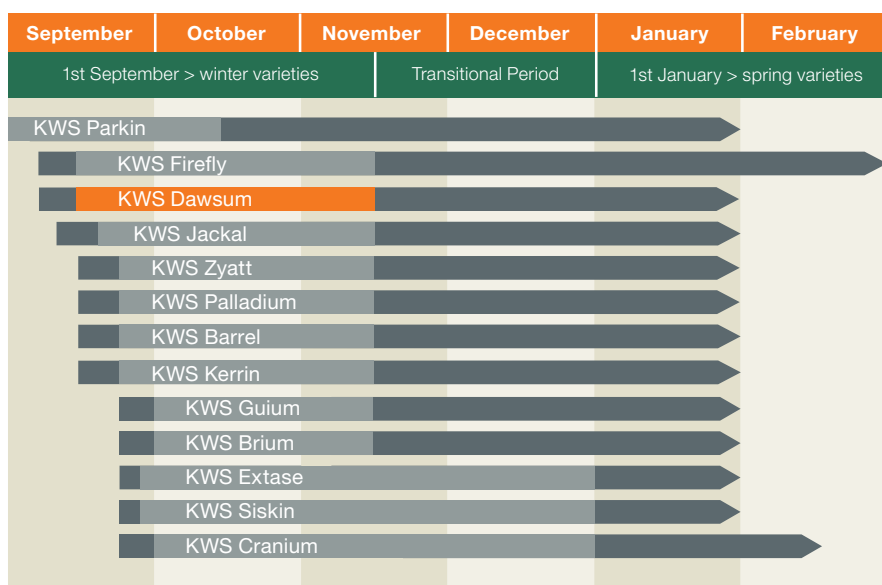 September October November December January February
1st September > winter varieties Transitional Period 1st January > spring varieties
KWS Parkin
KWS Firefly
KWS Dawsum
KWS Jackal
KWS Zyatt
KWS Palladium
KWS Barrel
KWS Kerrin
KWS Guium
KWS Brium
KWS Extase
KWS Siskin
KWS Cranium